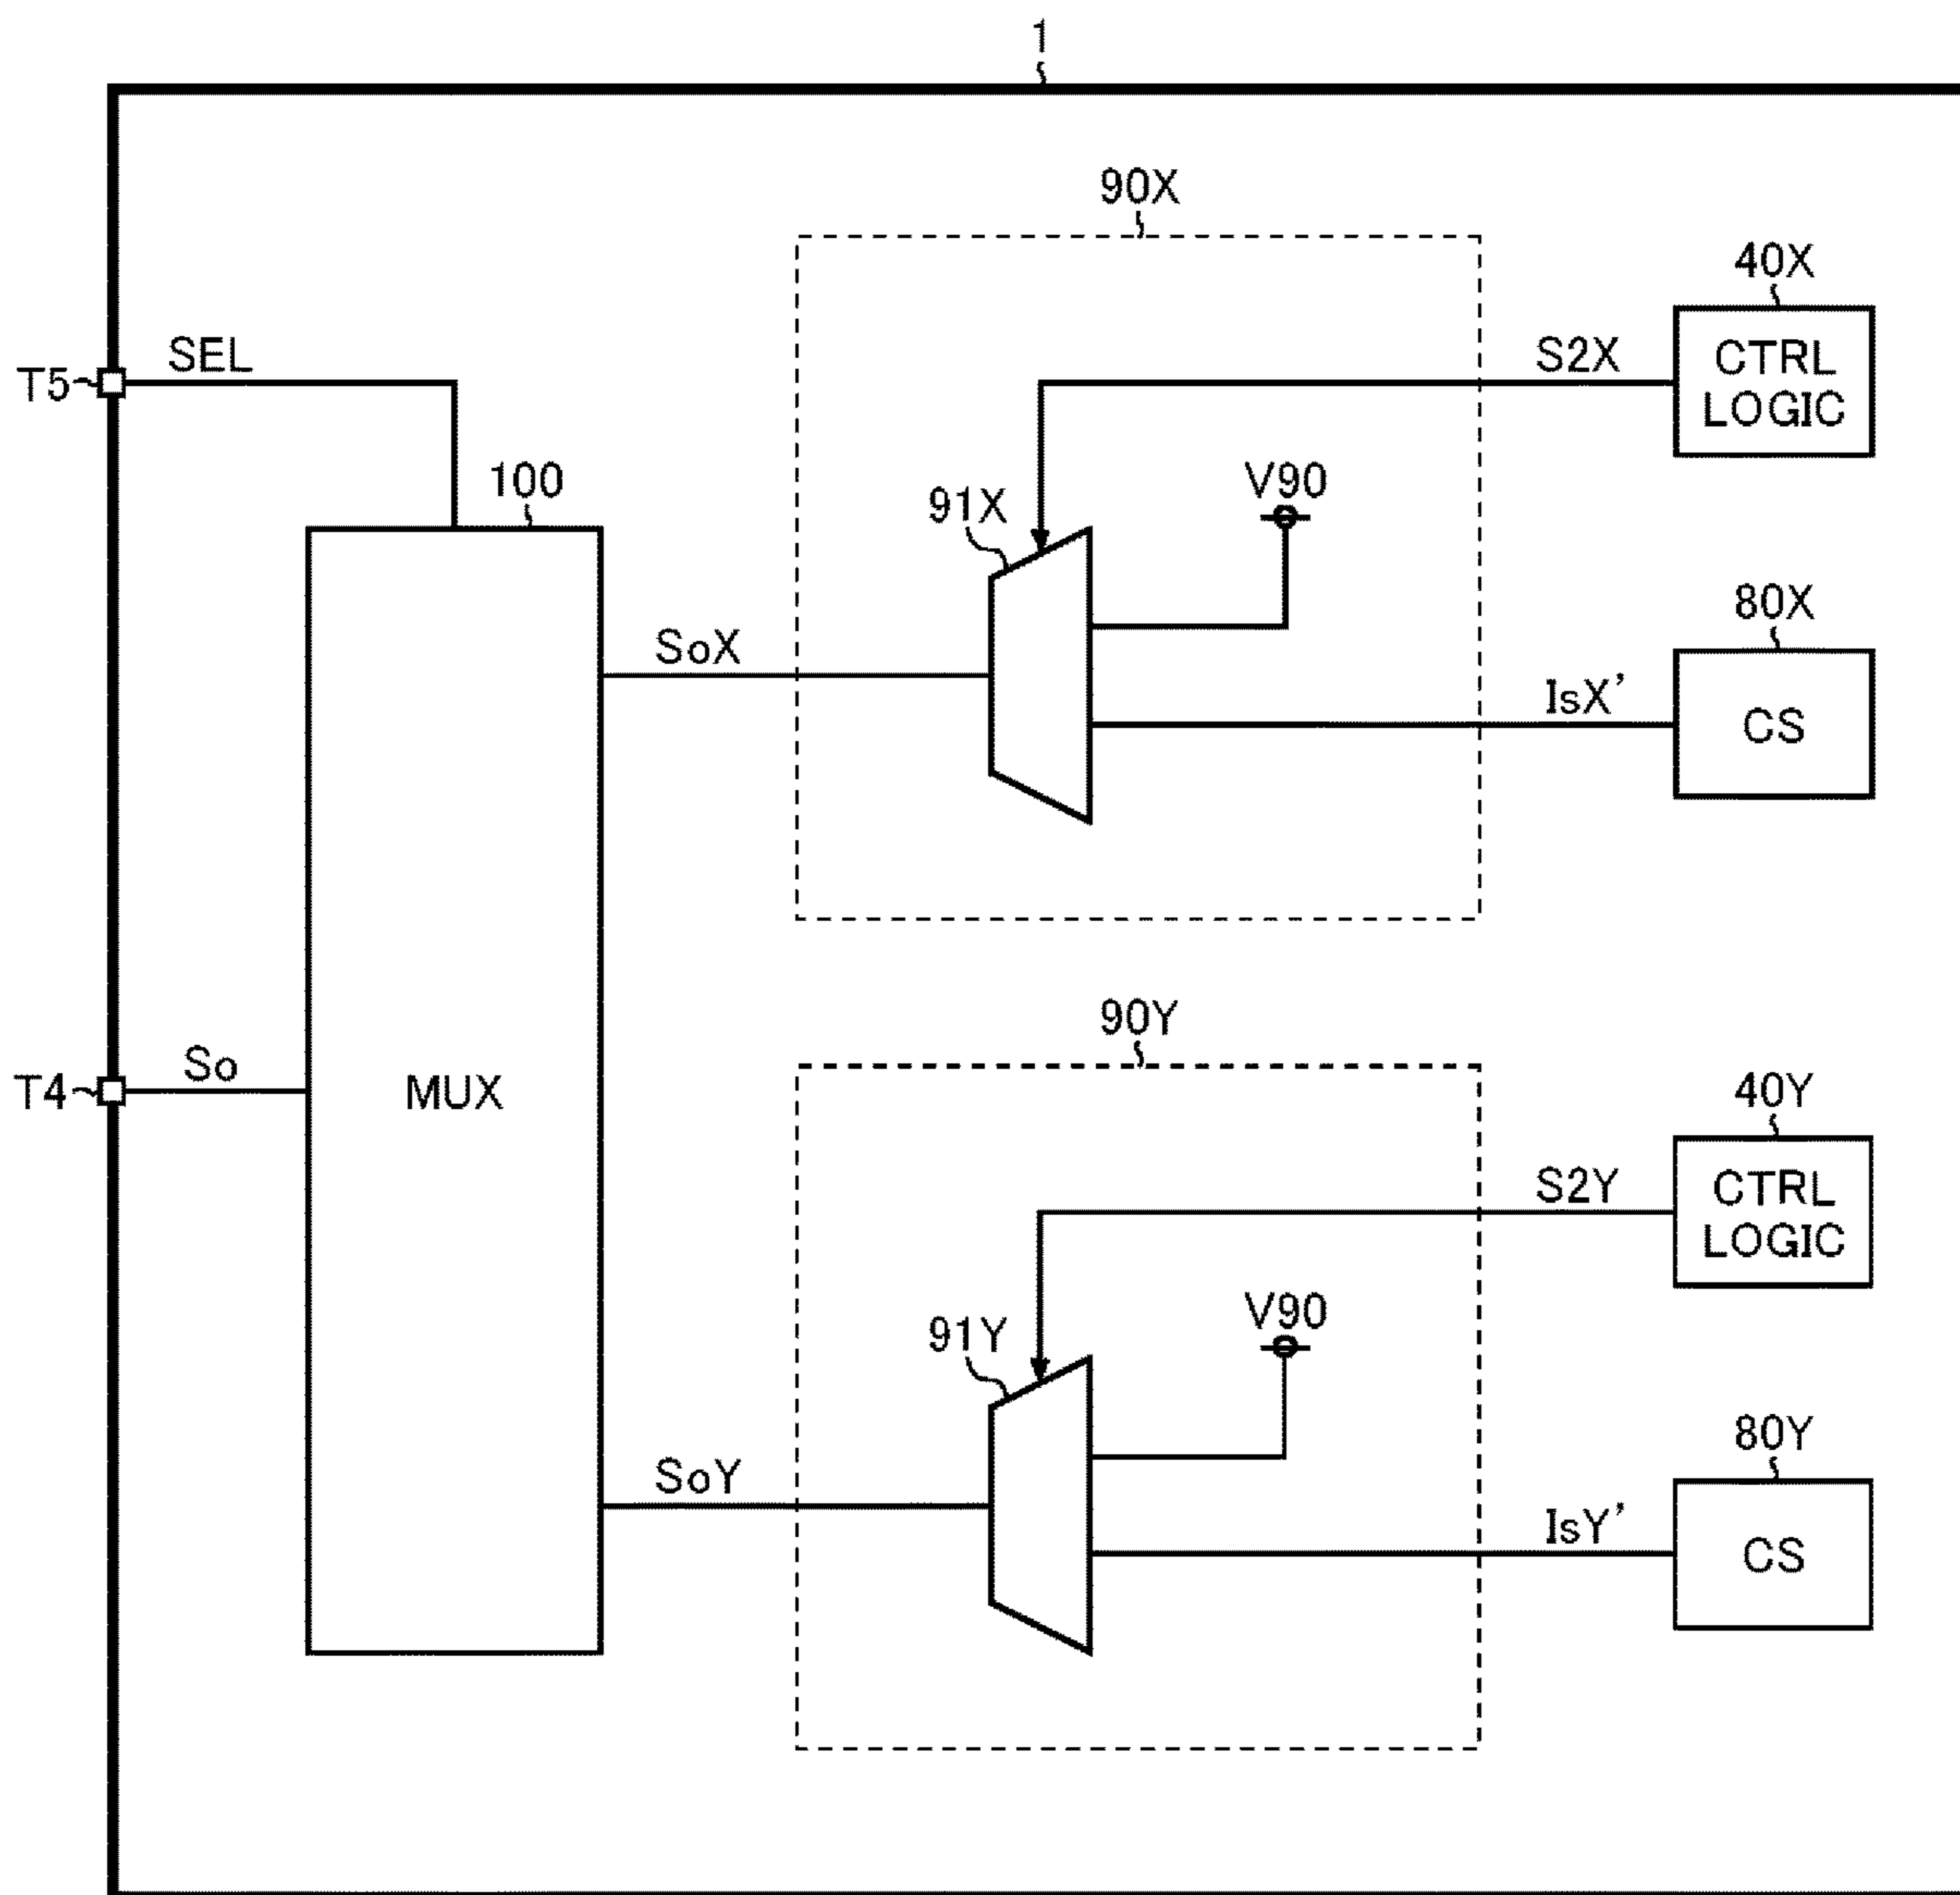 1
90X
40X
SEL
S2X
CTRL
LOGIC
T5
100
91X
V90
80X
SoX
IsX’
CS
90Y
So
T4
MUX
40Y
S2Y
CTRL
LOGIC
91Y
V90
80Y
SoY
IsY’
CS